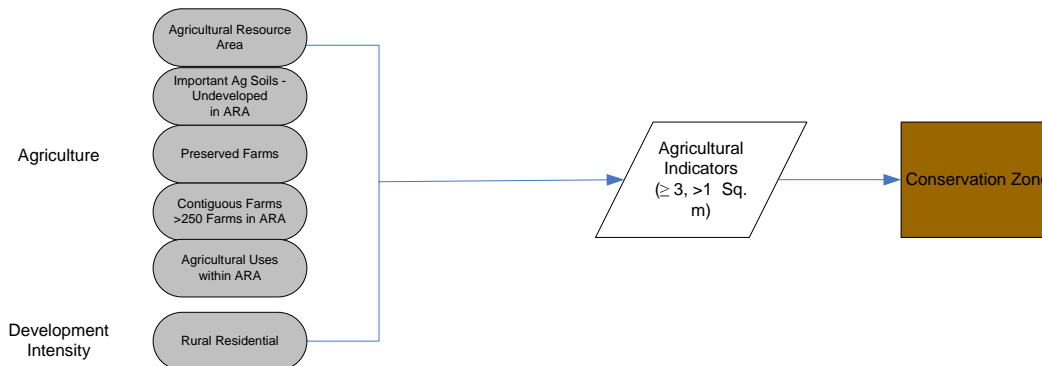 Agricultural Resource
Area
Important Ag Soils -
Undeveloped
in ARA
Agriculture
Preserved Farms
Contiguous Farms
>250 Farms in ARA
Agricultural Uses
within ARA
Development
Intensity
Rural Residential
Agricultural
Indicators
(≥ 3, >1 Sq.
m)
Conservation Zone